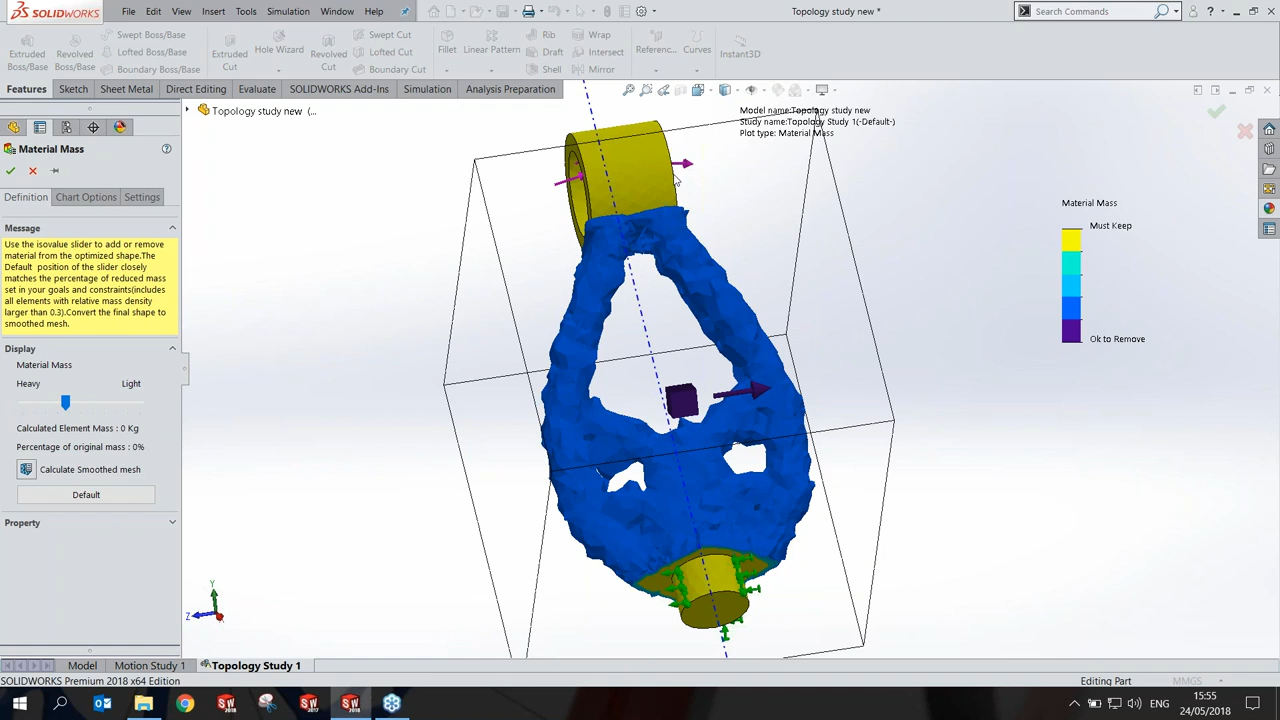 SOLIDWORKS File Edit View Insert Tools Simulation Window Help Topology study new * Search Commands
Extruded Boss/Base
Revolved Boss/Base
Swept Boss/Base
Lofted Boss/Base
Boundary Boss/Base
Extruded Cut
Hole Wizard
Revolved Cut
Swept Cut
Lofted Cut
Boundary Cut
Fillet
Linear Pattern
Rib
Draft
Shell
Wrap
Intersect
Mirror
Referenc...
Curves
Instant3D
Features Sketch Sheet Metal Direct Editing Evaluate SOLIDWORKS Add-Ins Simulation Analysis Preparation
Topology study new (...
Model name:Topology study new
Study name:Topology Study 1(-Default-)
Plot type: Material Mass
Material Mass
Definition Chart Options Settings
Message
Use the isovalue slider to add or remove
material from the optimized shape.The
Default position of the slider closely
matches the percentage of reduced mass
set in your goals and constraints(includes
all elements with relative mass density
larger than 0.3).Convert the final shape to
smoothed mesh.
Display
Material Mass
Heavy Light
Calculated Element Mass : 0 Kg
Percentage of original mass : 0%
Calculate Smoothed mesh
Default
Property
Material Mass
Must Keep
Ok to Remove
Y
Z
Model Motion Study 1 Topology Study 1
SOLIDWORKS Premium 2018 x64 Edition Editing Part MMGS
ENG
15:55
24/05/2018